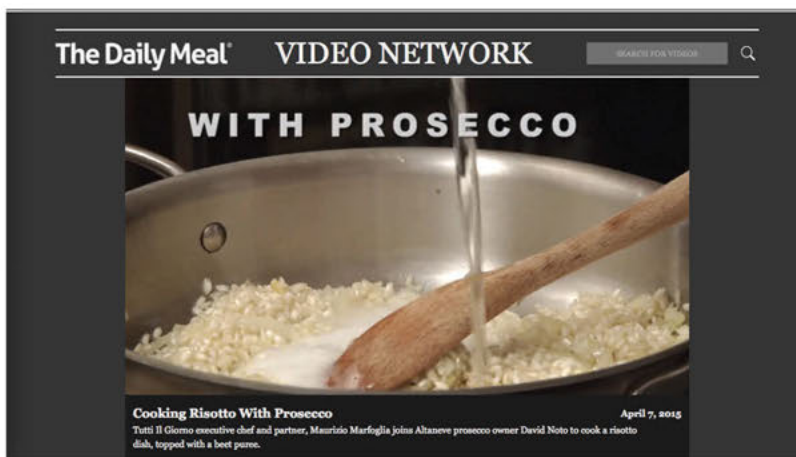 The Daily Meal® VIDEO NETWORK SEARCH FOR VIDEOS
WITH PROSECCO
Cooking Risotto With Prosecco April 7, 2015
Tutti Il Giorno executive chef and partner, Maurizio Marfoglia joins Altaneve prosecco owner David Noto to cook a risotto
dish, topped with a beet puree.